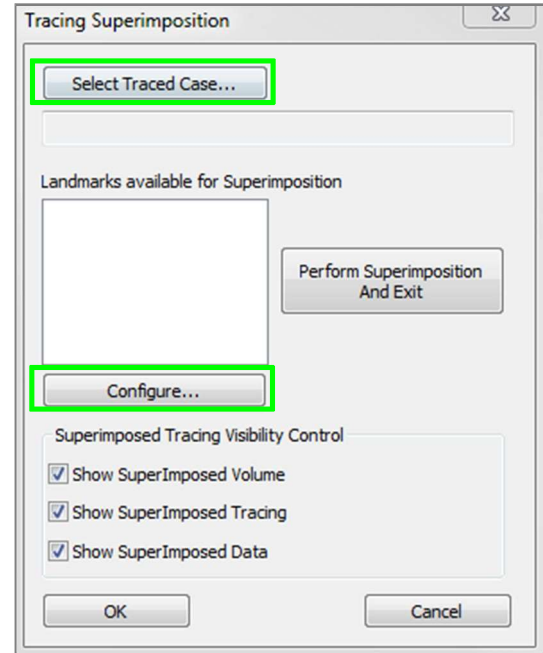 Tracing Superimposition
Select Traced Case...
Landmarks available for Superimposition
Perform Superimposition
And Exit
Configure...
Superimposed Tracing Visibility Control
Show SuperImposed Volume
Show SuperImposed Tracing
Show SuperImposed Data
OK
Cancel